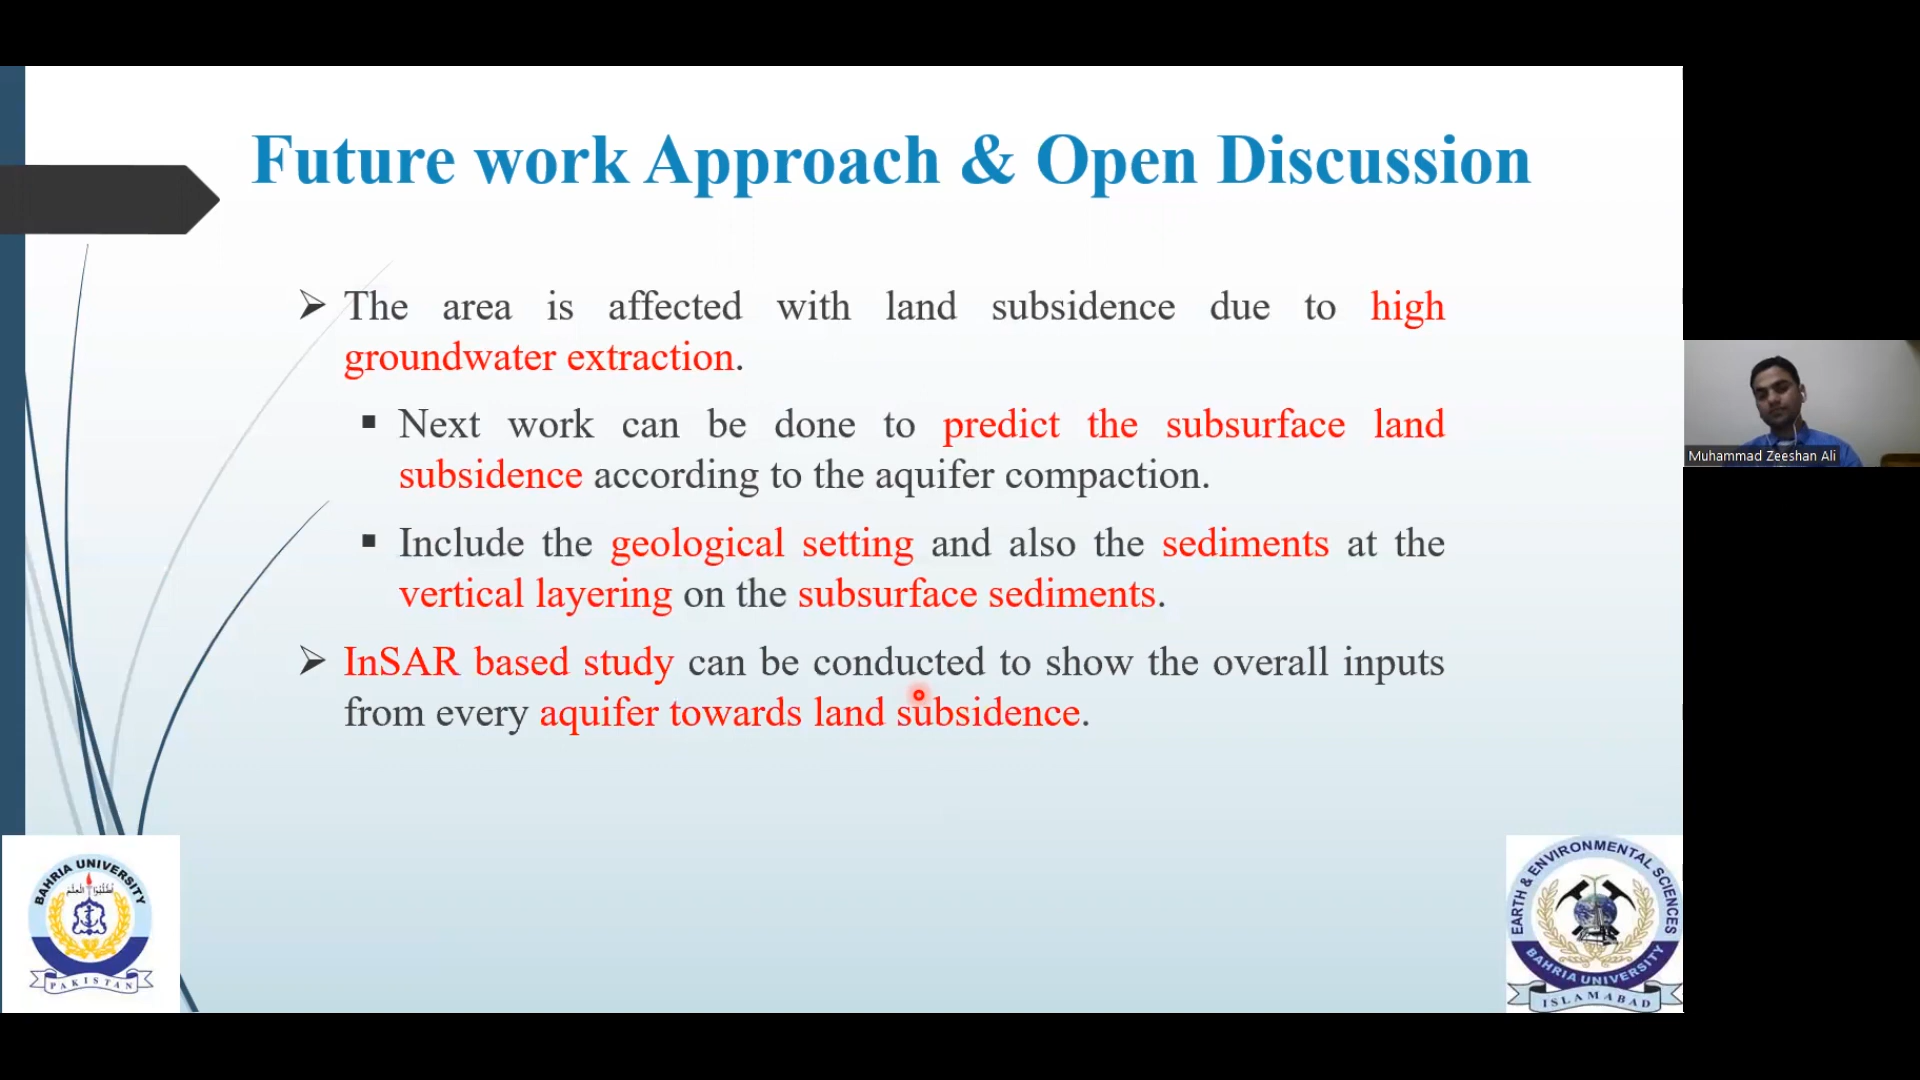 Future work Approach & Open Discussion
The area is affected with land subsidence due to high
groundwater extraction.
Next work can be done to predict the subsurface land
subsidence according to the aquifer compaction.
Include the geological setting and also the sediments at the
vertical layering on the subsurface sediments.
InSAR based study can be conducted to show the overall inputs
from every aquifer towards land subsidence.
Muhammad Zeeshan Ali
BAHRIA UNIVERSITY
PAKISTAN
EARTH & ENVIRONMENTAL SCIENCES
BAHRIA UNIVERSITY
ISLAMABAD